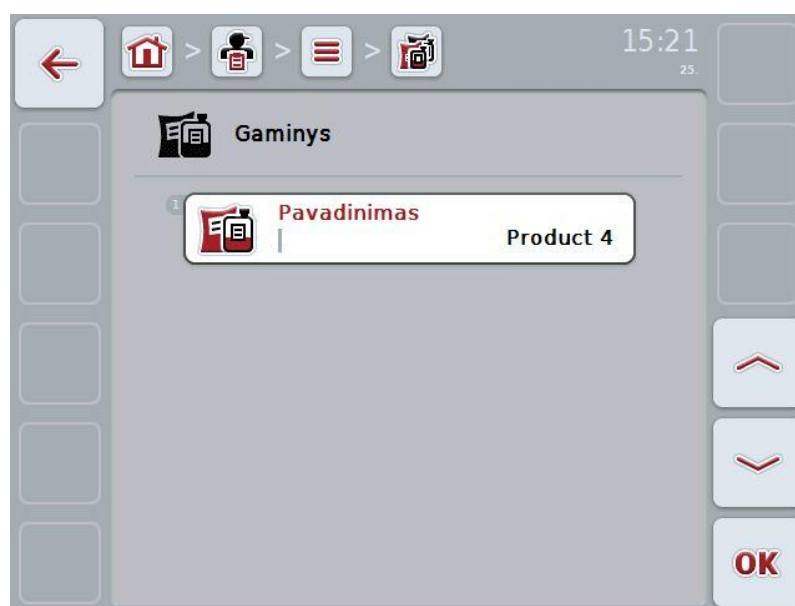 > > >
15:21
25.
Gaminys
1
Pavadinimas
Product 4
OK